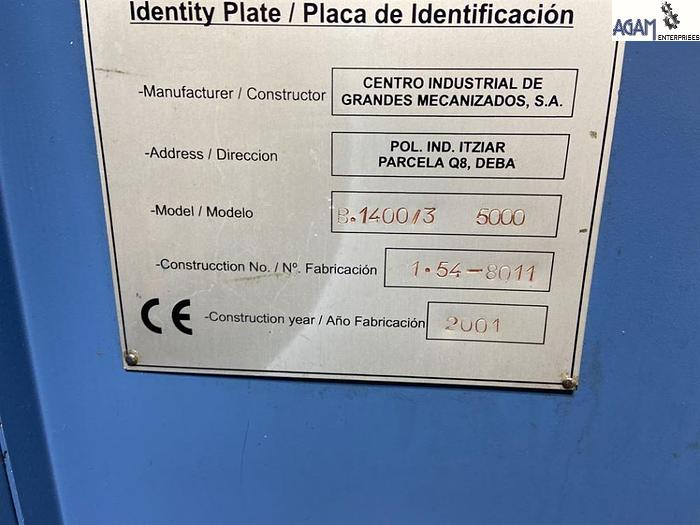 AGAM
ENTERPRISES
Identity Plate / Placa de Identificación
-Manufacturer / Constructor
CENTRO INDUSTRIAL DE
GRANDES MECANIZADOS, S.A.
-Address / Direccion
POL. IND. ITZIAR
PARCELA Q8, DEBA
-Model / Modelo
B.1400/3 5000
-Construcction No. / Nº. Fabricación
1.54-8011
CE
-Construction year / Año Fabricación
2001